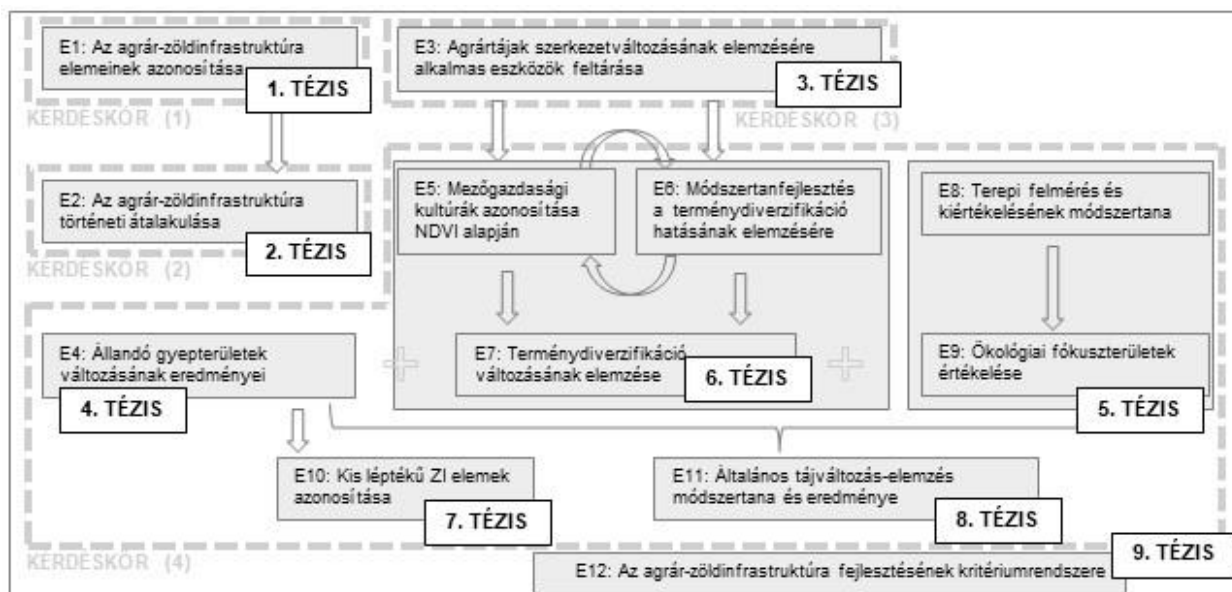 E1: Az agrár-zöldinfrastruktúra
elemeinek azonosítása
1. TÉZIS
KÉRDÉSKÖR (1)
E3: Agrártájak szerkezetváltozásának elemzésére
alkalmas eszközök feltárása
3. TÉZIS
KÉRDÉSKÖR (3)
E2: Az agrár-zöldinfrastruktúra
történeti átalakulása
2. TÉZIS
KÉRDÉSKÖR (2)
E5: Mezőgazdasági
kultúrák azonosítása
NDVI alapján
E6: Módszertanfejlesztés
a terménydiverzifikáció
hatásának elemzésére
E8: Terepi felmérés és
kiértékelésének módszertana
E4: Állandó gyepterületek
változásának eredményei
4. TÉZIS
E7: Terménydiverzifikáció
változásának elemzése
6. TÉZIS
E9: Ökológiai fókuszterületek
értékelése
5. TÉZIS
E10: Kis léptékű ZI elemek
azonosítása
7. TÉZIS
E11: Általános tájváltozás-elemzés
módszertana és eredménye
8. TÉZIS
KÉRDÉSKÖR (4)
9. TÉZIS
E12: Az agrár-zöldinfrastruktúra fejlesztésének kritériumrendszere